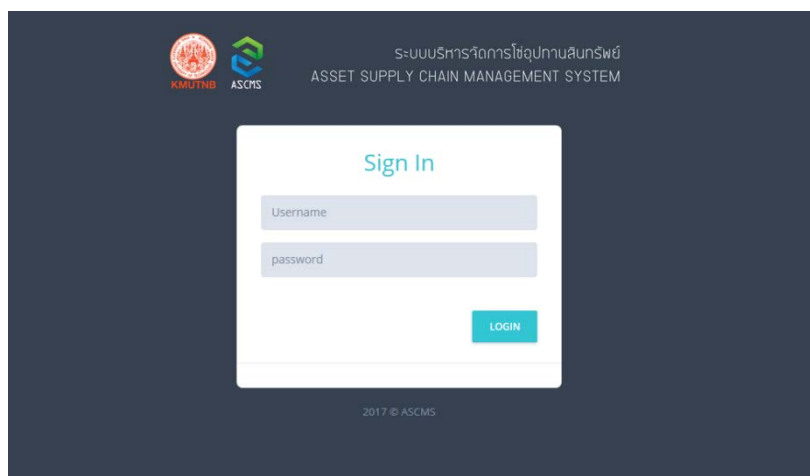 ระบบบริหารจัดการโซ่อุปทานสินทรัพย์
KMUTNB ASCMS ASSET SUPPLY CHAIN MANAGEMENT SYSTEM
Sign In
Username
password
LOGIN
2017 © ASCMS